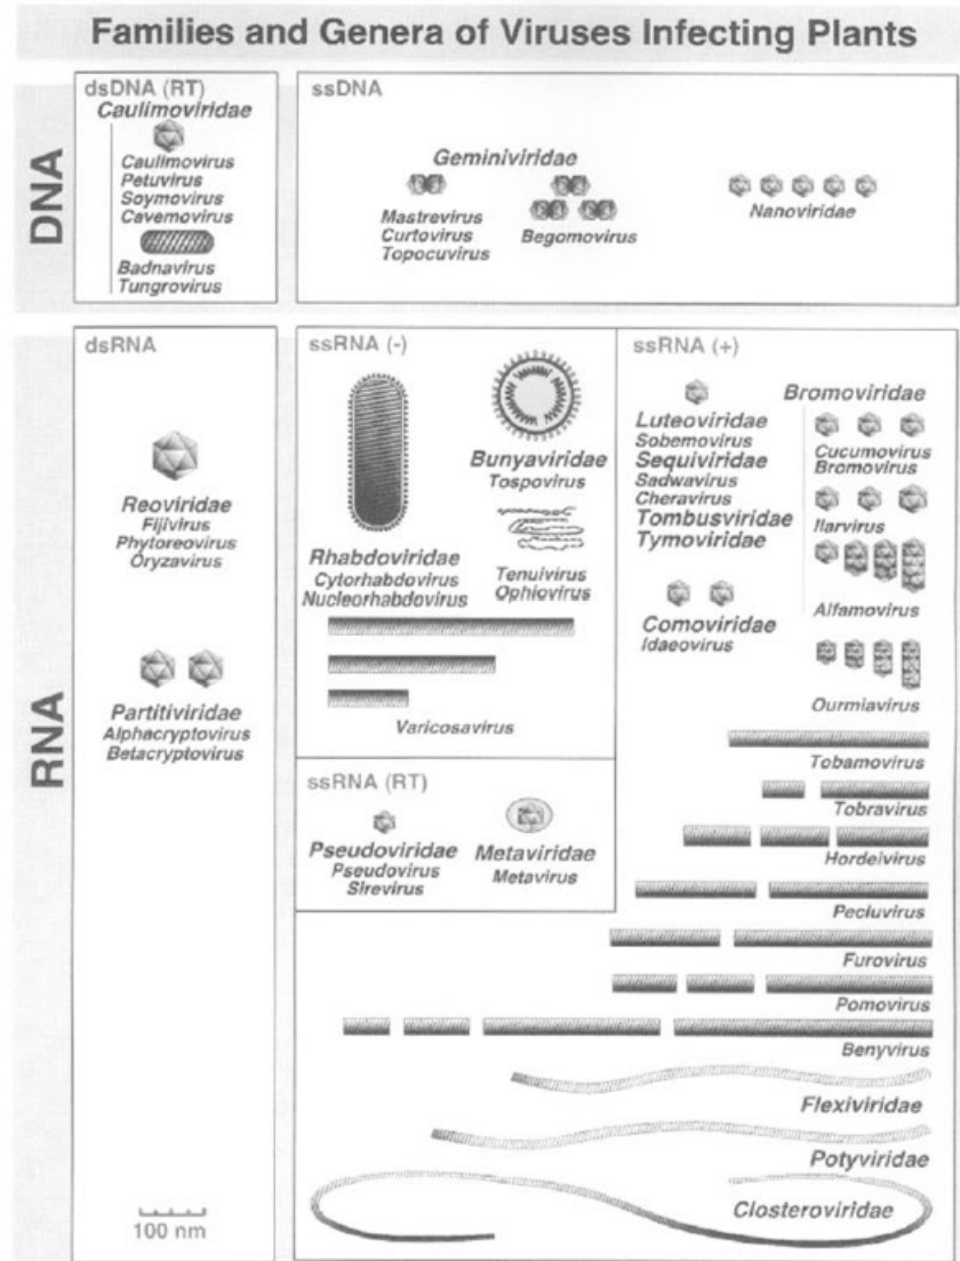 Families and Genera of Viruses Infecting Plants
DNA
dsDNA (RT)
Caulimoviridae
Caulimovirus
Petuvirus
Soymovirus
Cavemovirus
Badnavirus
Tungrovirus
ssDNA
Geminiviridae
Mastrevirus
Curtovirus
Topocuvirus
Begomovirus
Nanoviridae
RNA
dsRNA
Reoviridae
Fijivirus
Phytoreovirus
Oryzavirus
Partitiviridae
Alphacryptovirus
Betacryptovirus
100 nm
ssRNA (-)
Rhabdoviridae
Cytorhabdovirus
Nucleorhabdovirus
Bunyaviridae
Tospovirus
Tenuivirus
Ophiovirus
Varicosavirus
ssRNA (RT)
Pseudoviridae
Pseudovirus
Sirevirus
Metaviridae
Metavirus
ssRNA (+)
Luteoviridae
Sobemovirus
Sequiviridae
Sadwavirus
Cheravirus
Tombusviridae
Tymoviridae
Comoviridae
Idaeovirus
Bromoviridae
Cucumovirus
Bromovirus
Ilarvirus
Alfamovirus
Ourmiavirus
Tobamovirus
Tobravirus
Hordeivirus
Pecluvirus
Furovirus
Pomovirus
Benyvirus
Flexiviridae
Potyviridae
Closteroviridae